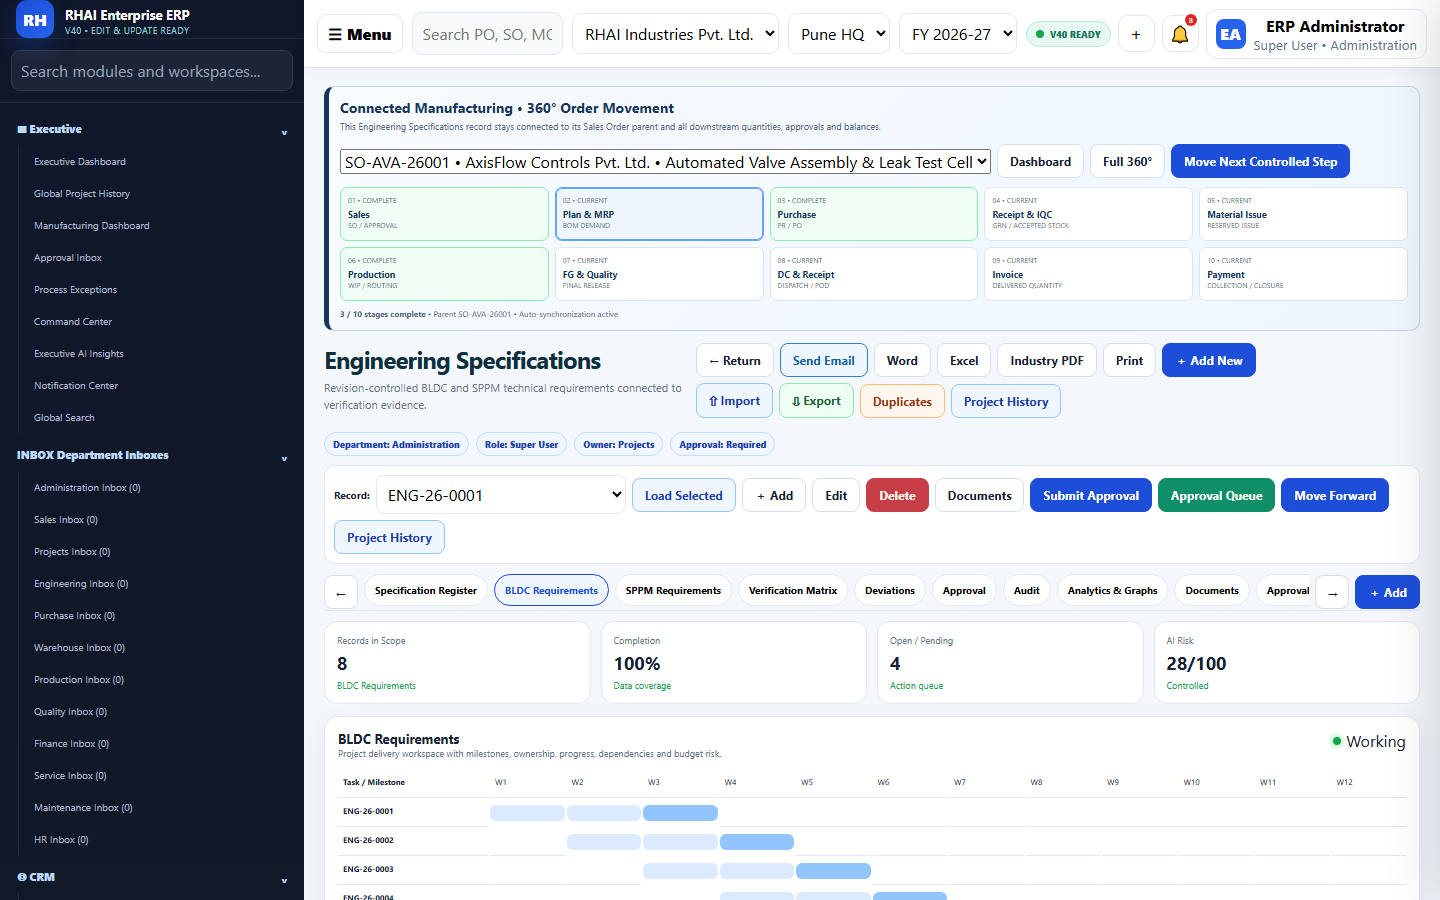 RH
RHAI Enterprise ERP
V40 • EDIT & UPDATE READY
Search modules and workspaces...
Executive
Executive Dashboard
Global Project History
Manufacturing Dashboard
Approval Inbox
Process Exceptions
Command Center
Executive AI Insights
Notification Center
Global Search
INBOX Department Inboxes
Administration Inbox (0)
Sales Inbox (0)
Projects Inbox (0)
Engineering Inbox (0)
Purchase Inbox (0)
Warehouse Inbox (0)
Production Inbox (0)
Quality Inbox (0)
Finance Inbox (0)
Service Inbox (0)
Maintenance Inbox (0)
HR Inbox (0)
CRM
☰ Menu
Search PO, SO, MO
RHAI Industries Pvt. Ltd.
Pune HQ
FY 2026-27
V40 READY
+
8
EA
ERP Administrator
Super User • Administration
Connected Manufacturing • 360° Order Movement
This Engineering Specifications record stays connected to its Sales Order parent and all downstream quantities, approvals and balances.
SO-AVA-26001 • AxisFlow Controls Pvt. Ltd. • Automated Valve Assembly & Leak Test Cell
Dashboard
Full 360°
Move Next Controlled Step
01 • COMPLETE
Sales
SO / APPROVAL
02 • CURRENT
Plan & MRP
BOM DEMAND
03 • COMPLETE
Purchase
PR / PO
04 • CURRENT
Receipt & IQC
GRN / ACCEPTED STOCK
05 • CURRENT
Material Issue
RESERVED ISSUE
06 • COMPLETE
Production
WIP / ROUTING
07 • CURRENT
FG & Quality
FINAL RELEASE
08 • CURRENT
DC & Receipt
DISPATCH / POD
09 • CURRENT
Invoice
DELIVERED QUANTITY
10 • CURRENT
Payment
COLLECTION / CLOSURE
3 / 10 stages complete • Parent SO-AVA-26001 • Auto-synchronization active
Engineering Specifications
Revision-controlled BLDC and SPPM technical requirements connected to
verification evidence.
← Return
Send Email
Word
Excel
Industry PDF
Print
+ Add New
⇧ Import
⇩ Export
Duplicates
Project History
Department: Administration
Role: Super User
Owner: Projects
Approval: Required
Record:
ENG-26-0001
Load Selected
+ Add
Edit
Delete
Documents
Submit Approval
Approval Queue
Move Forward
Project History
←
Specification Register
BLDC Requirements
SPPM Requirements
Verification Matrix
Deviations
Approval
Audit
Analytics & Graphs
Documents
Approval
→
+ Add
Records in Scope
8
BLDC Requirements
Completion
100%
Data coverage
Open / Pending
4
Action queue
AI Risk
28/100
Controlled
BLDC Requirements
Project delivery workspace with milestones, ownership, progress, dependencies and budget risk.
Working
Task / Milestone W1 W2 W3 W4 W5 W6 W7 W8 W9 W10 W11 W12
ENG-26-0001
ENG-26-0002
ENG-26-0003
ENG-26-0004